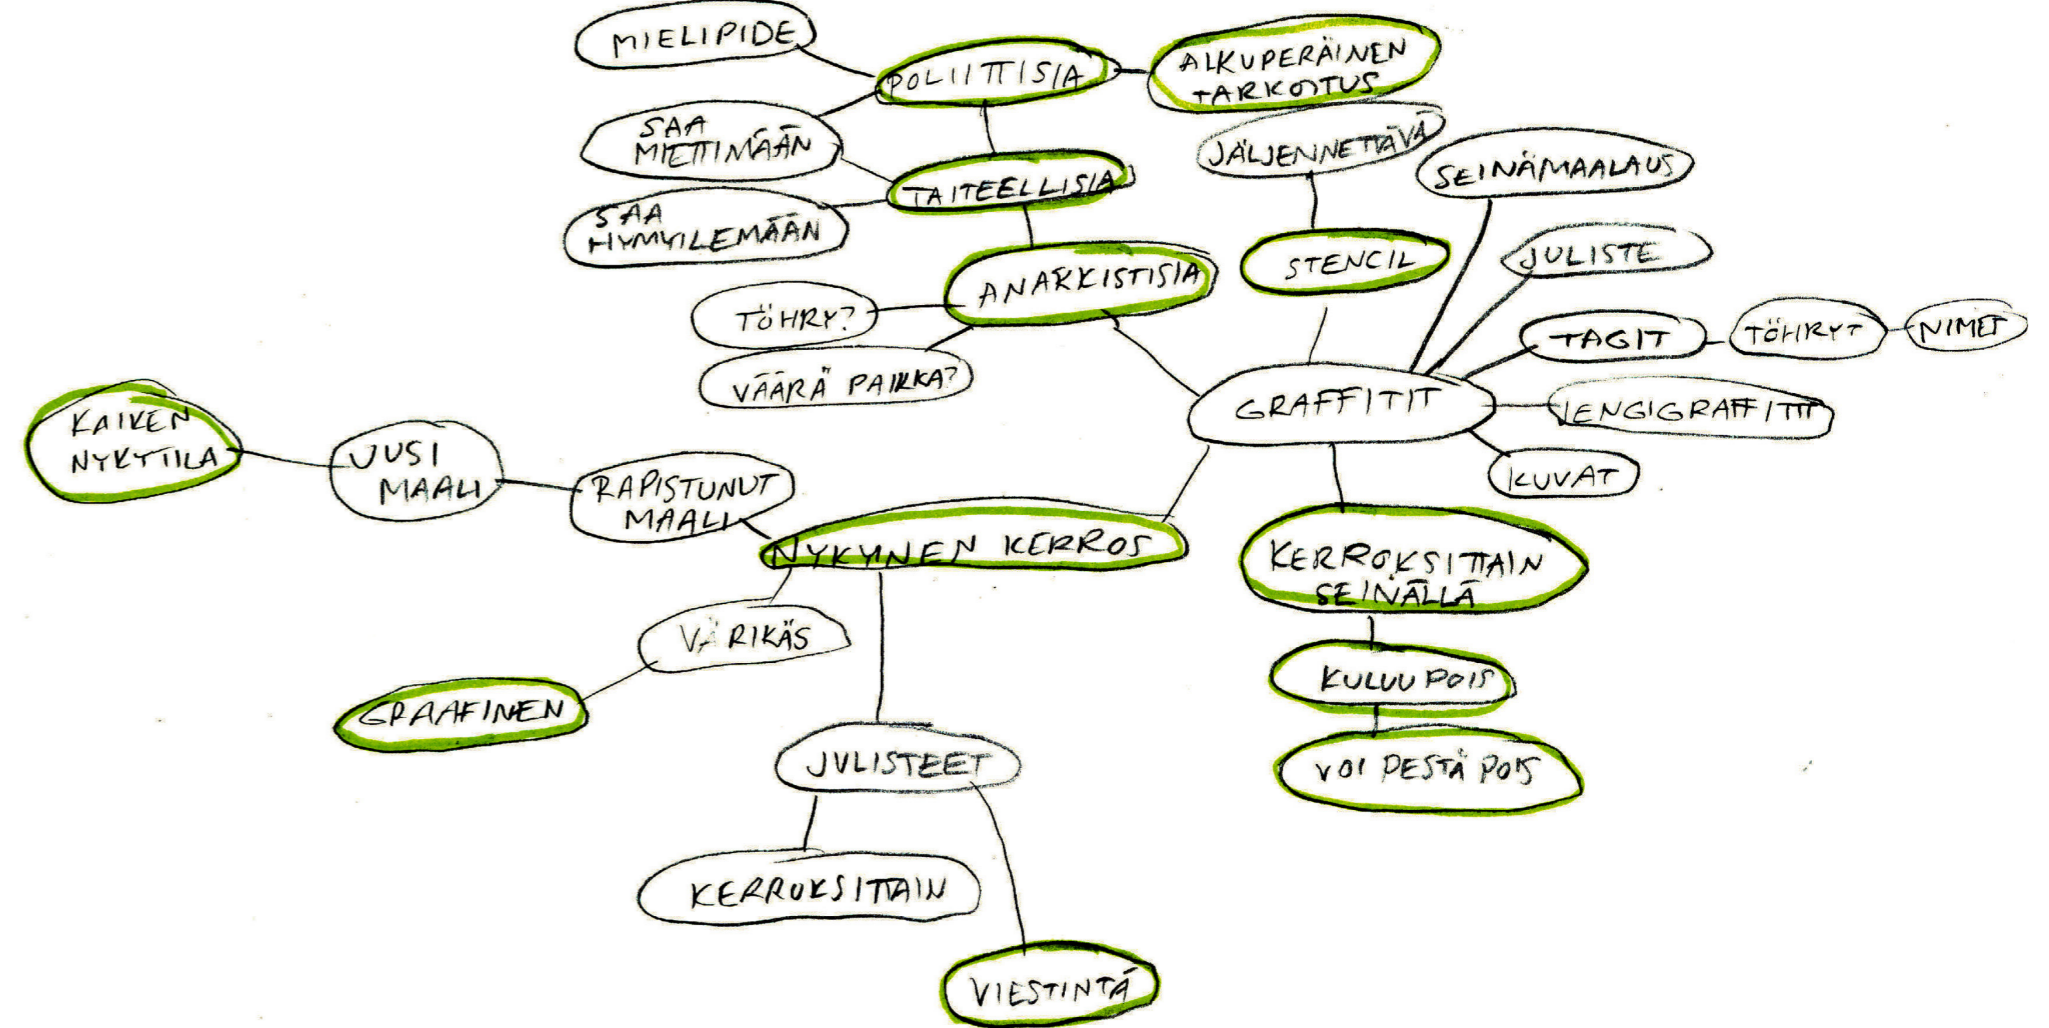 MIELIPIDE
POLIITTISIA
ALKUPERÄINEN
TARKOITUS
SAA
MIETTIMÄÄN
JÄLJENNETTÄVÄ
SEINÄMAALAUS
TAITEELLISIA
SAA
HYMYILEMÄÄN
STENCIL
JULISTE
ANARKISTISIA
TÖHRY?
TAGIT
TÖHRYT
NIMET
VÄÄRÄ PAIKKA?
GRAFFITIT
KAIKEN
NYKYTILA
UUSI
MAALI
RAPISTUNUT
MAALI
KUVAT
NYKYINEN KERROS
KERROKSITTAIN
SEINÄLLÄ
VÄRIKÄS
KULUU POIS
GRAAFINEN
JULISTEET
VOI PESTÄ POIS
KERROKSITTAIN
VIESTINTÄ